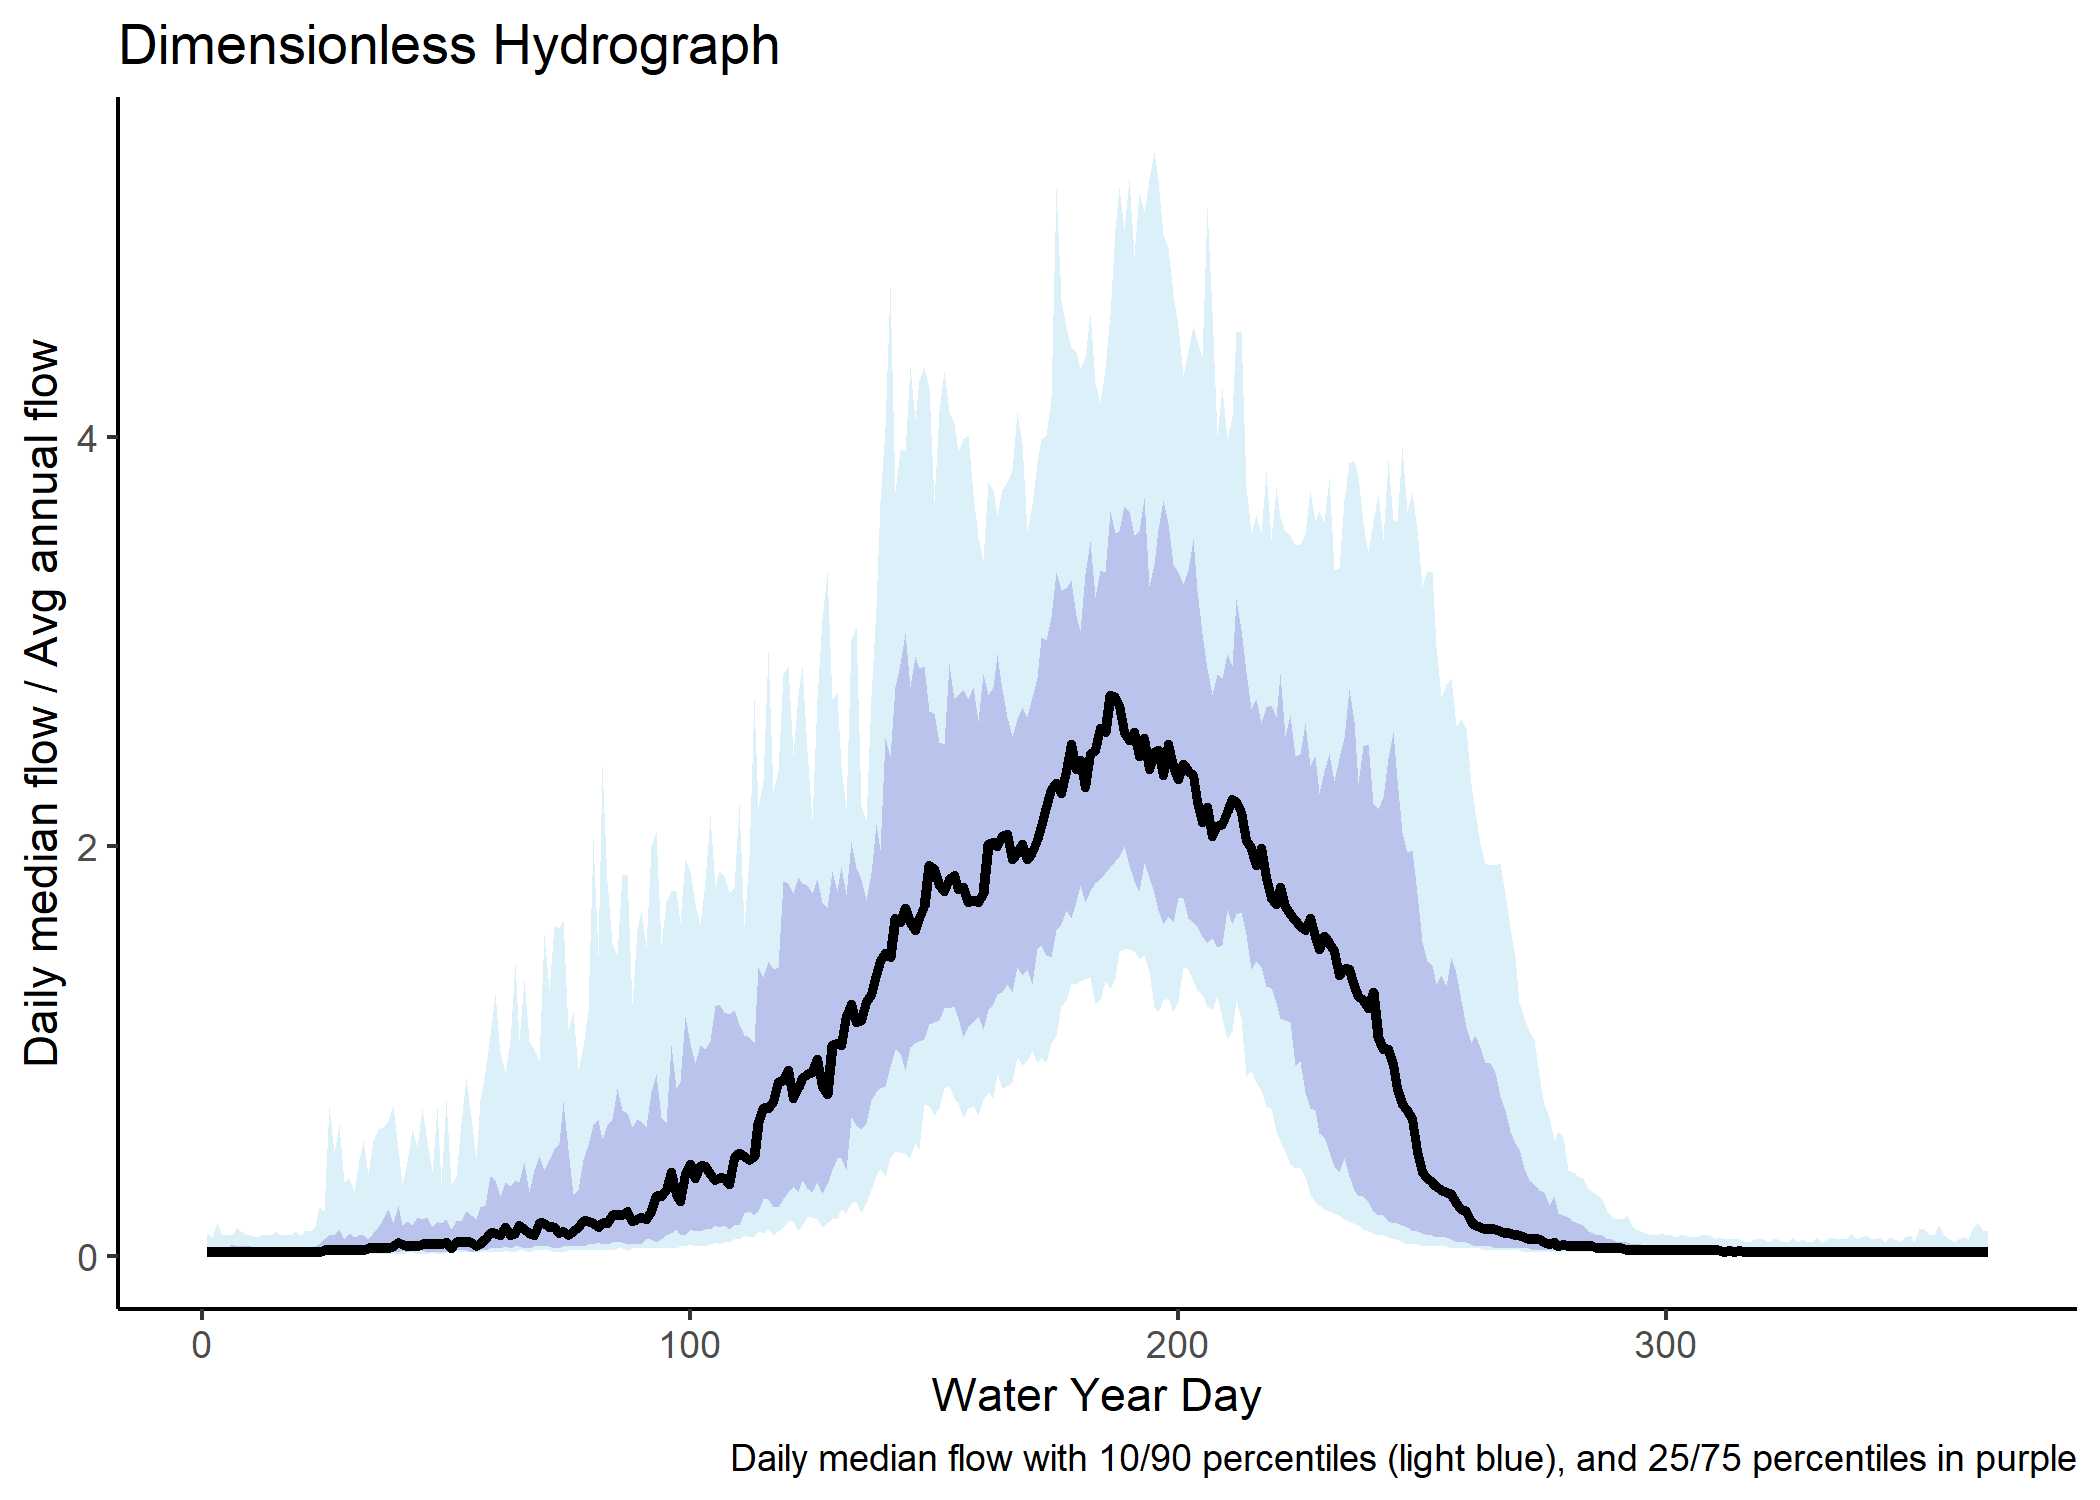 Dimensionless Hydrograph
Daily median flow / Avg annual flow
4
2
0
0 100 200 300
Water Year Day
Daily median flow with 10/90 percentiles (light blue), and 25/75 percentiles in purple